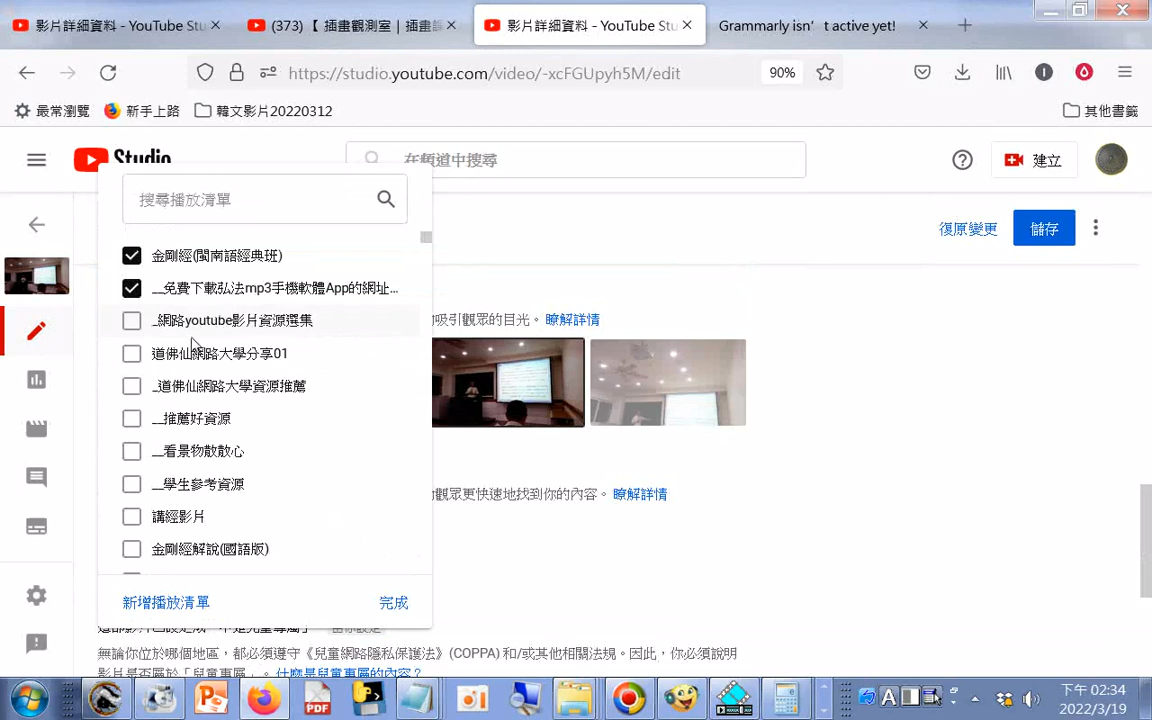 影片詳細資料 - YouTube Stu
(373)【 插畫觀測室 | 插畫
影片詳細資料 - YouTube Stu
Grammarly isn't active yet!
https://studio.youtube.com/video/-xcFGUpyh5M/edit
90%
最常瀏覽
新手上路
韓文影片20220312
其他書籤
Studio
在頻道中搜尋
建立
搜尋播放清單
復原變更
儲存
金剛經(閩南語經典班)
__免費下載弘法mp3手機軟體App的網址...
_網路youtube影片資源選集
吸引觀眾的目光。 瞭解詳情
道佛仙網路大學分享01
_道佛仙網路大學資源推薦
__推薦好資源
__看景物散散心
__學生參考資源
觀眾更快速地找到你的內容。 瞭解詳情
講經影片
金剛經解說(國語版)
新增播放清單
完成
無論你位於哪個地區，都必須遵守《兒童網路隱私保護法》(COPPA) 和/或其他相關法規。因此，你必須說明
影片是否屬於「兒童專區」。 什麼是兒童專區的內容？
PDF
A
下午 02:34
2022/3/19